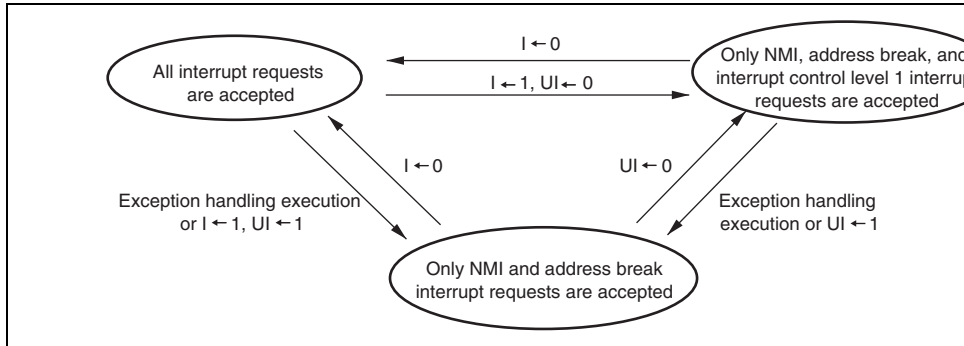 I ← 0
All interrupt requests
are accepted
Only NMI, address break, and
interrupt control level 1
requests are accepted
I ← 1, UI ← 0
I ← 0
UI ← 0
Exception handling execution
or I ← 1, UI ← 1
Exception handling
execution or UI ← 1
Only NMI and address break
interrupt requests are accepted